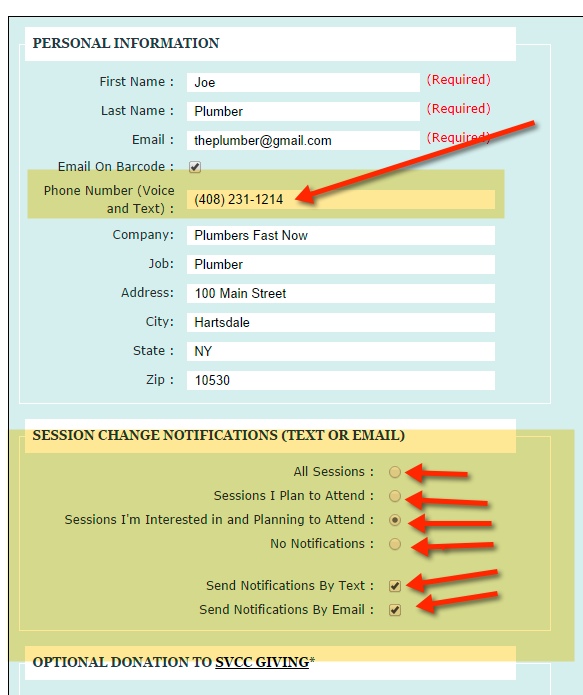 PERSONAL INFORMATION
First Name : Joe (Required)
Last Name : Plumber (Required)
Email : theplumber@gmail.com (Required)
Email On Barcode :
Phone Number (Voice
and Text) : (408) 231-1214
Company: Plumbers Fast Now
Job: Plumber
Address: 100 Main Street
City: Hartsdale
State : NY
Zip : 10530
SESSION CHANGE NOTIFICATIONS (TEXT OR EMAIL)
All Sessions :
Sessions I Plan to Attend :
Sessions I'm Interested in and Planning to Attend :
No Notifications :
Send Notifications By Text :
Send Notifications By Email :
OPTIONAL DONATION TO SVCC GIVING*